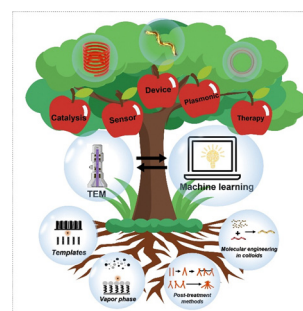 Device
Plasmonic
Catalysis
Sensor
Therapy
TEM
Machine learning
Templates
Molecular engineering
in colloids
Vapor phase
Post-treatment
methods